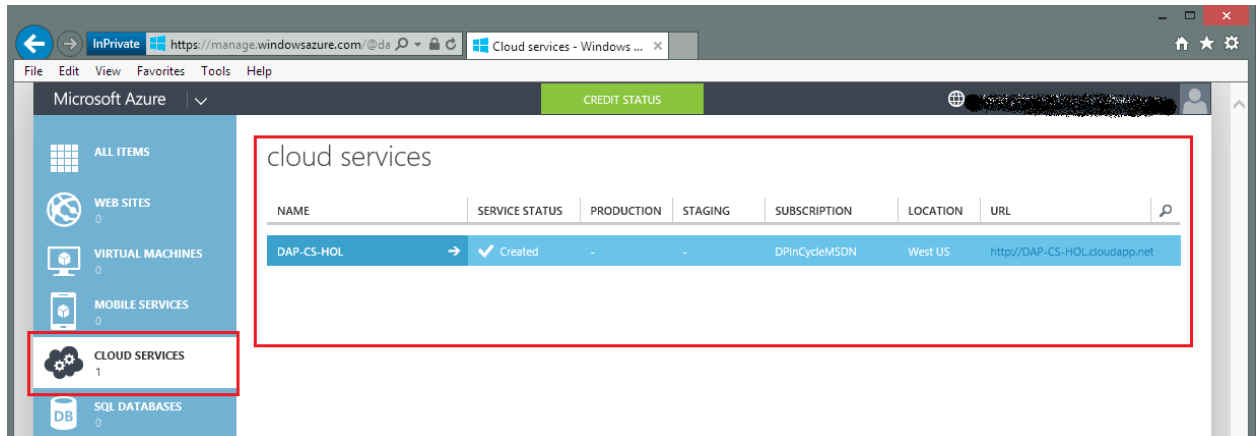 InPrivate https://manage.windowsazure.com/@da Cloud services - Windows ...
File Edit View Favorites Tools Help
Microsoft Azure CREDIT STATUS
ALL ITEMS
WEB SITES
0
VIRTUAL MACHINES
0
MOBILE SERVICES
0
CLOUD SERVICES
1
DB SQL DATABASES
0
cloud services
NAME SERVICE STATUS PRODUCTION STAGING SUBSCRIPTION LOCATION URL
DAP-CS-HOL Created - - DPInCycleMSDN West US http://DAP-CS-HOL.cloudapp.net